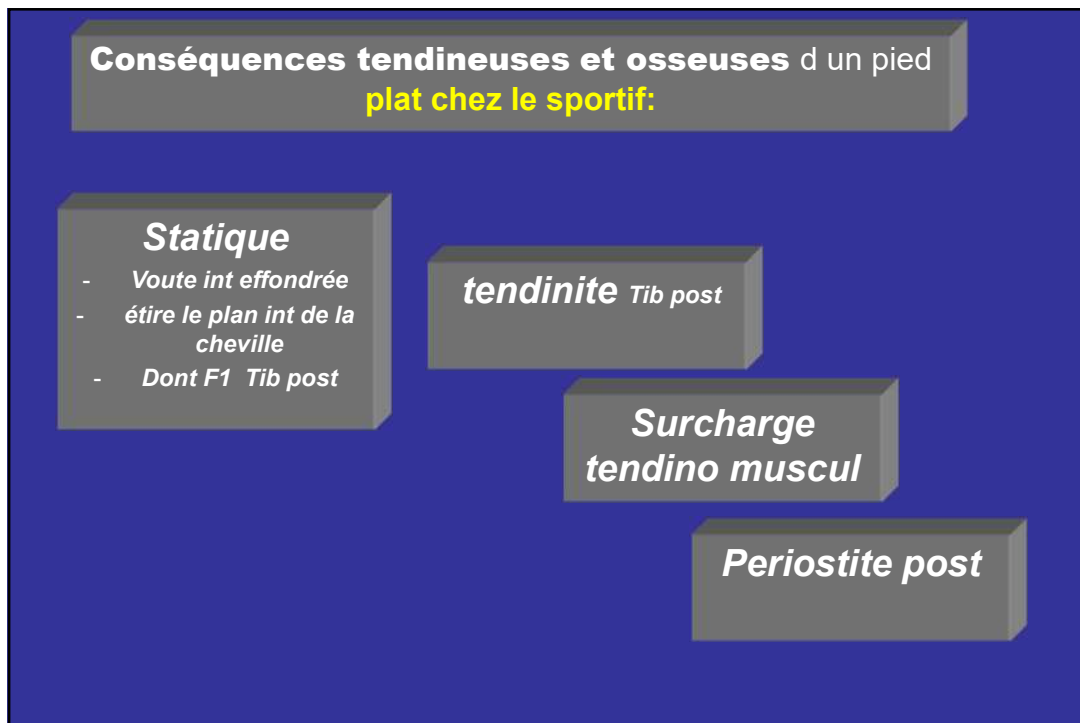 Conséquences tendineuses et osseuses d un pied
plat chez le sportif:
Statique
- Voute int effondrée
- étire le plan int de la
cheville
- Dont F1 Tib post
tendinite Tib post
Surcharge
tendino muscul
Periostite post